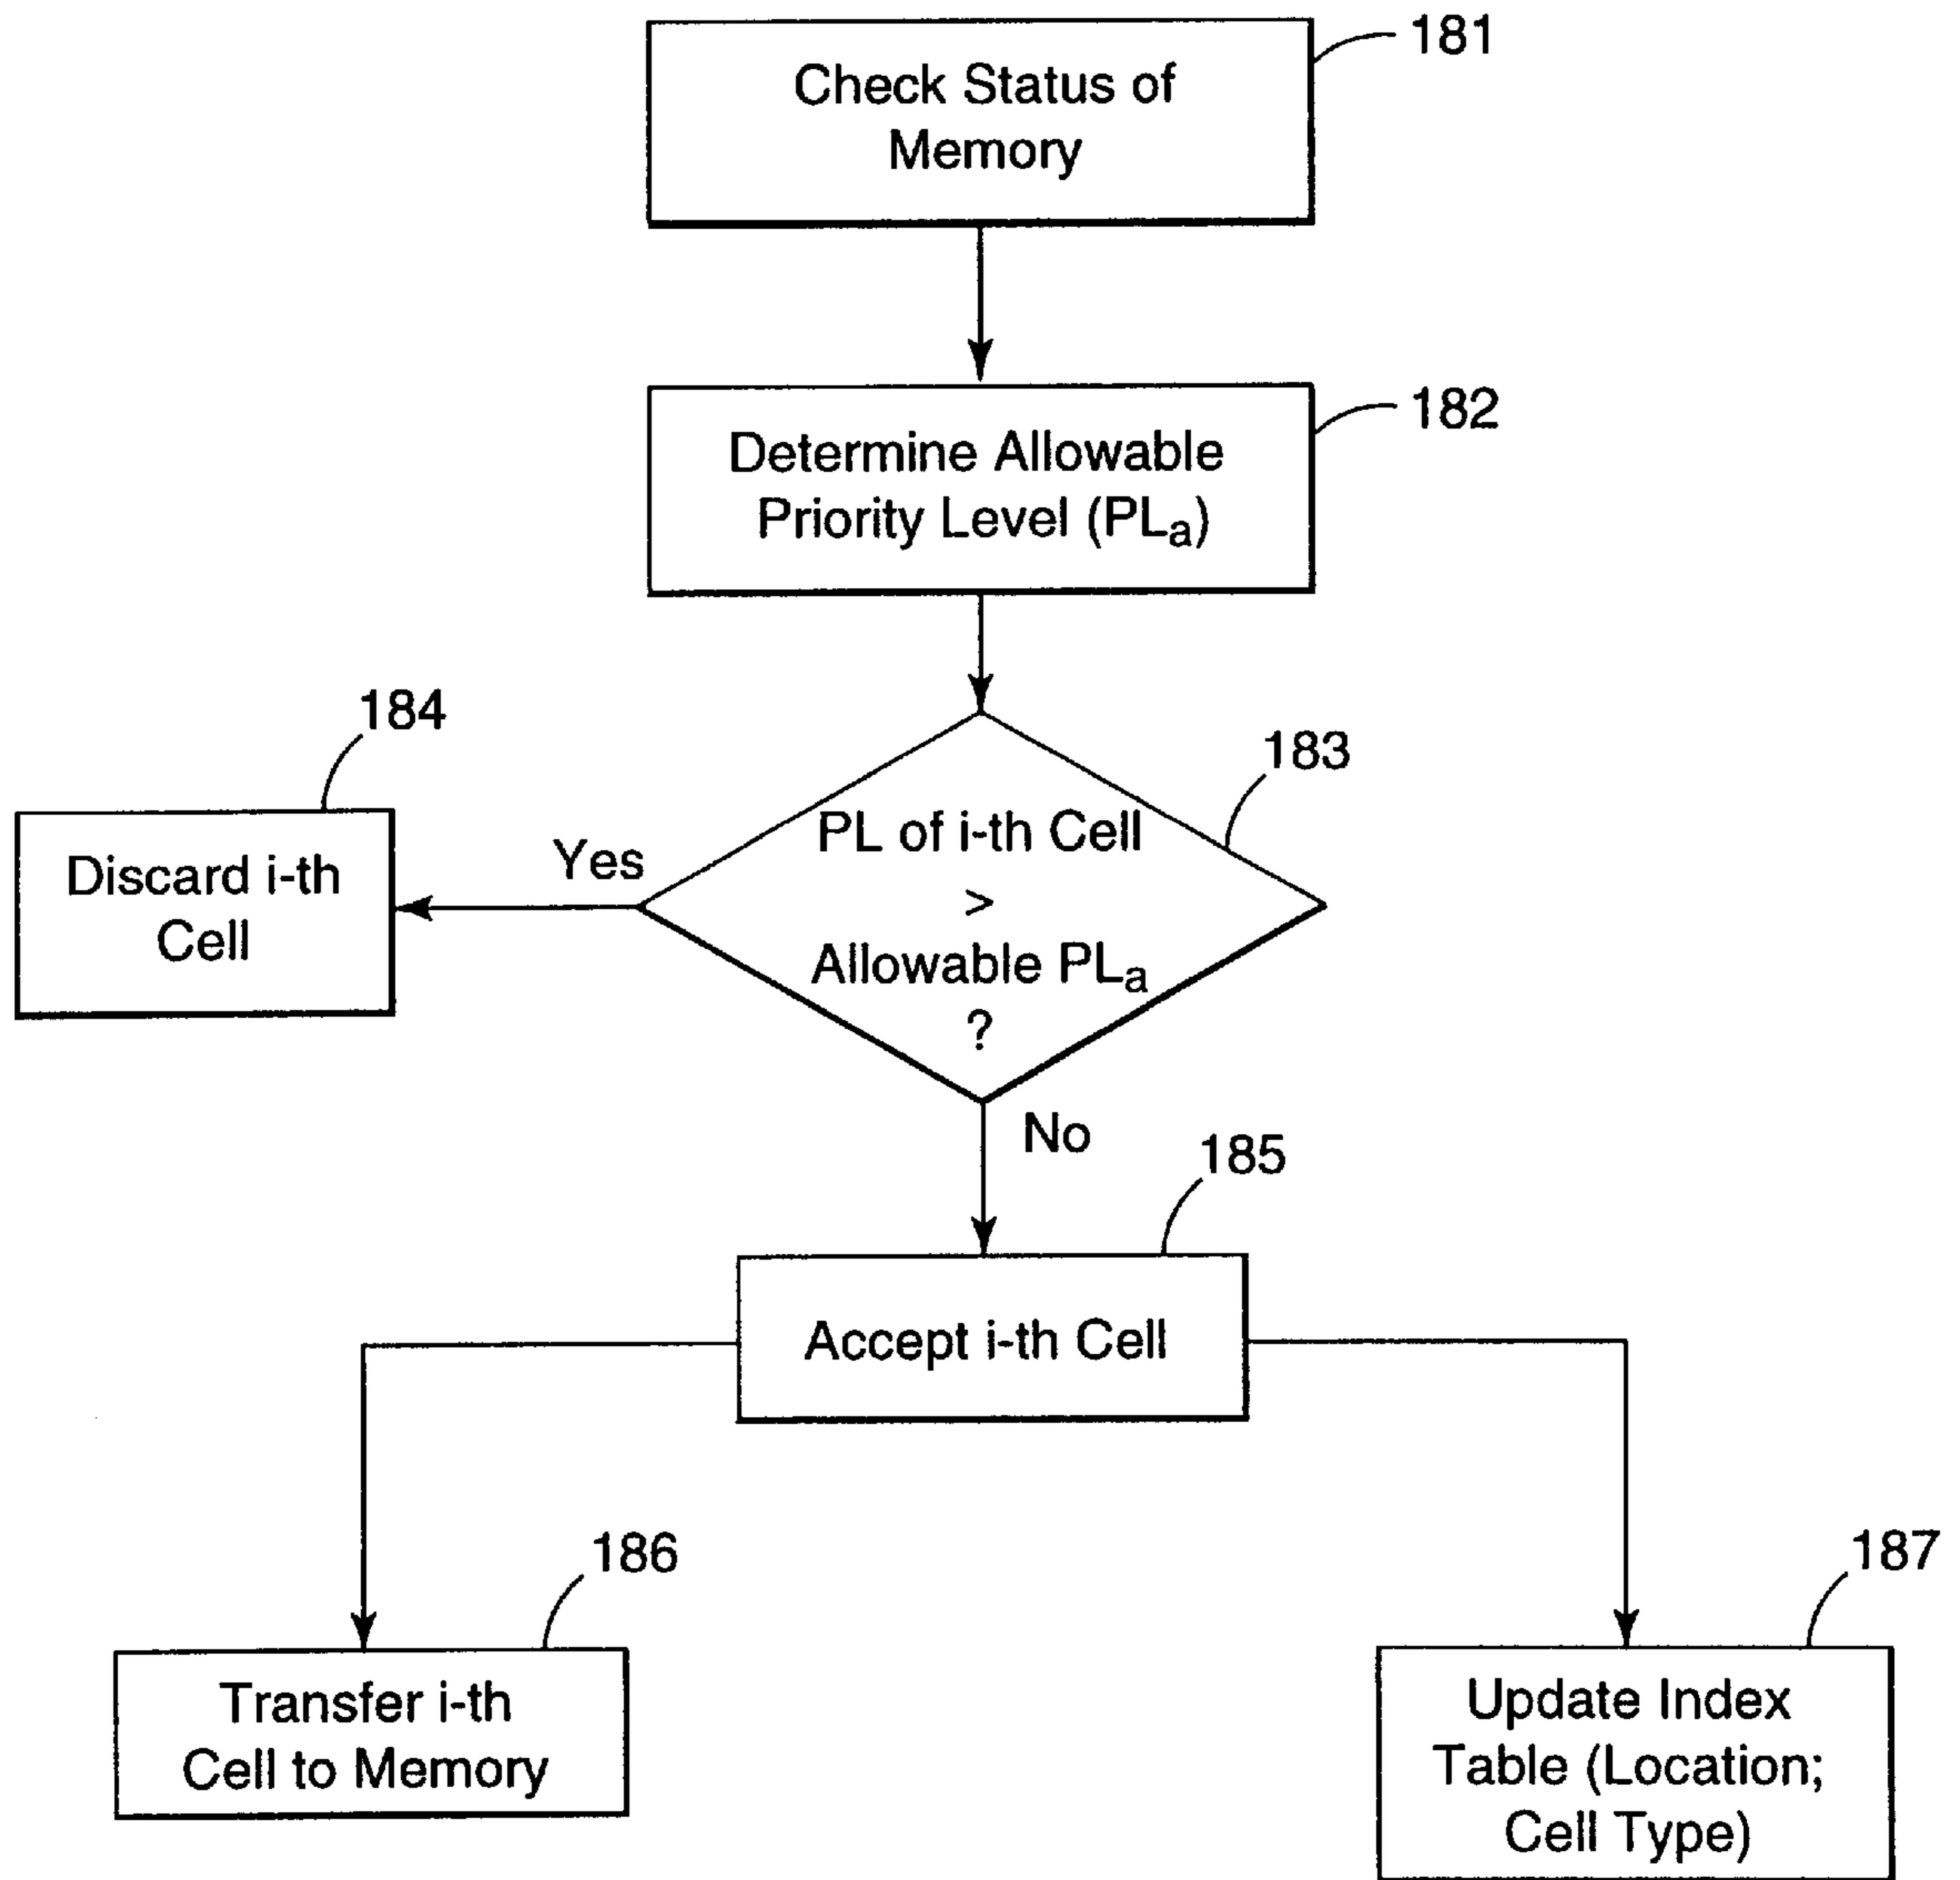 181
Check Status of
Memory
182
Determine Allowable
Priority Level (PLa)
184
183
Discard i-th
Cell
Yes
PL of i-th Cell
>
Allowable PLa
?
No
185
Accept i-th Cell
186
187
Transfer i-th
Cell to Memory
Update Index
Table (Location;
Cell Type)